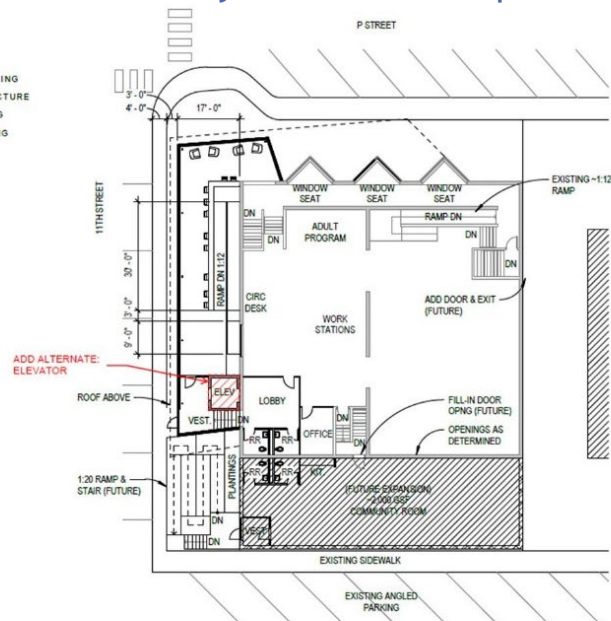 P STREET
ING
CTURE
G
NG
3' - 0"
4' - 0"
17' - 0"
11TH STREET
WINDOW
SEAT
WINDOW
SEAT
WINDOW
SEAT
EXISTING ~1:12
RAMP
DN
DN
ADULT
PROGRAM
RAMP DN
DN
DN
RAMP DN 1:12
30' - 0"
3' - 0"
9' - 0"
CIRC
DESK
WORK
STATIONS
ADD DOOR & EXIT
(FUTURE)
ADD ALTERNATE:
ELEVATOR
ELEV
ROOF ABOVE
VEST.
DN
LOBBY
OFFICE
DN
DN
FILL-IN DOOR
OPNG (FUTURE)
OPENINGS AS
DETERMINED
RR
RR
RR
RR
KIT.
1:20 RAMP &
STAIR (FUTURE)
PLANTINGS
(FUTURE EXPANSION)
~2,000 GSF
COMMUNITY ROOM
DN
VEST
DN
EXISTING SIDEWALK
EXISTING ANGLED
PARKING